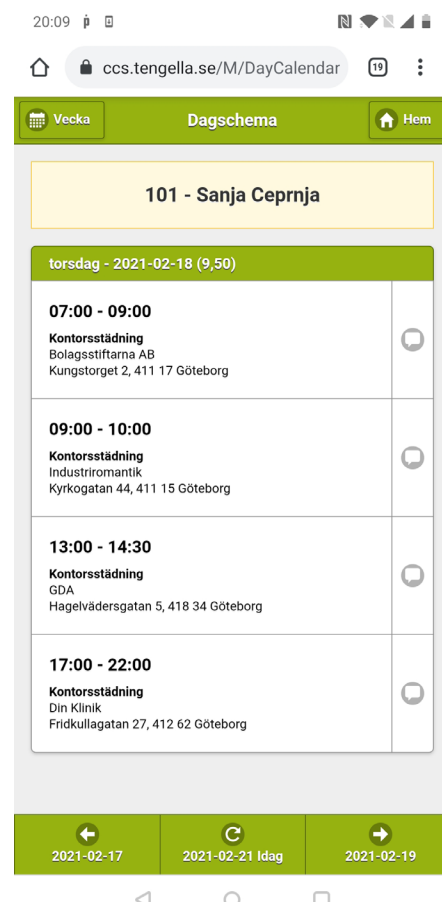 20:09
ccs.tengella.se/M/DayCalendar
19
Vecka
Dagschema
Hem
101 - Sanja Ceprnja
torsdag - 2021-02-18 (9,50)
07:00 - 09:00
Kontorsstädning
Bolagsstiftarna AB
Kungstorget 2, 411 17 Göteborg
09:00 - 10:00
Kontorsstädning
Industriromantik
Kyrkogatan 44, 411 15 Göteborg
13:00 - 14:30
Kontorsstädning
GDA
Hagelvädersgatan 5, 418 34 Göteborg
17:00 - 22:00
Kontorsstädning
Din Klinik
Fridkullagatan 27, 412 62 Göteborg
2021-02-17
2021-02-21 Idag
2021-02-19